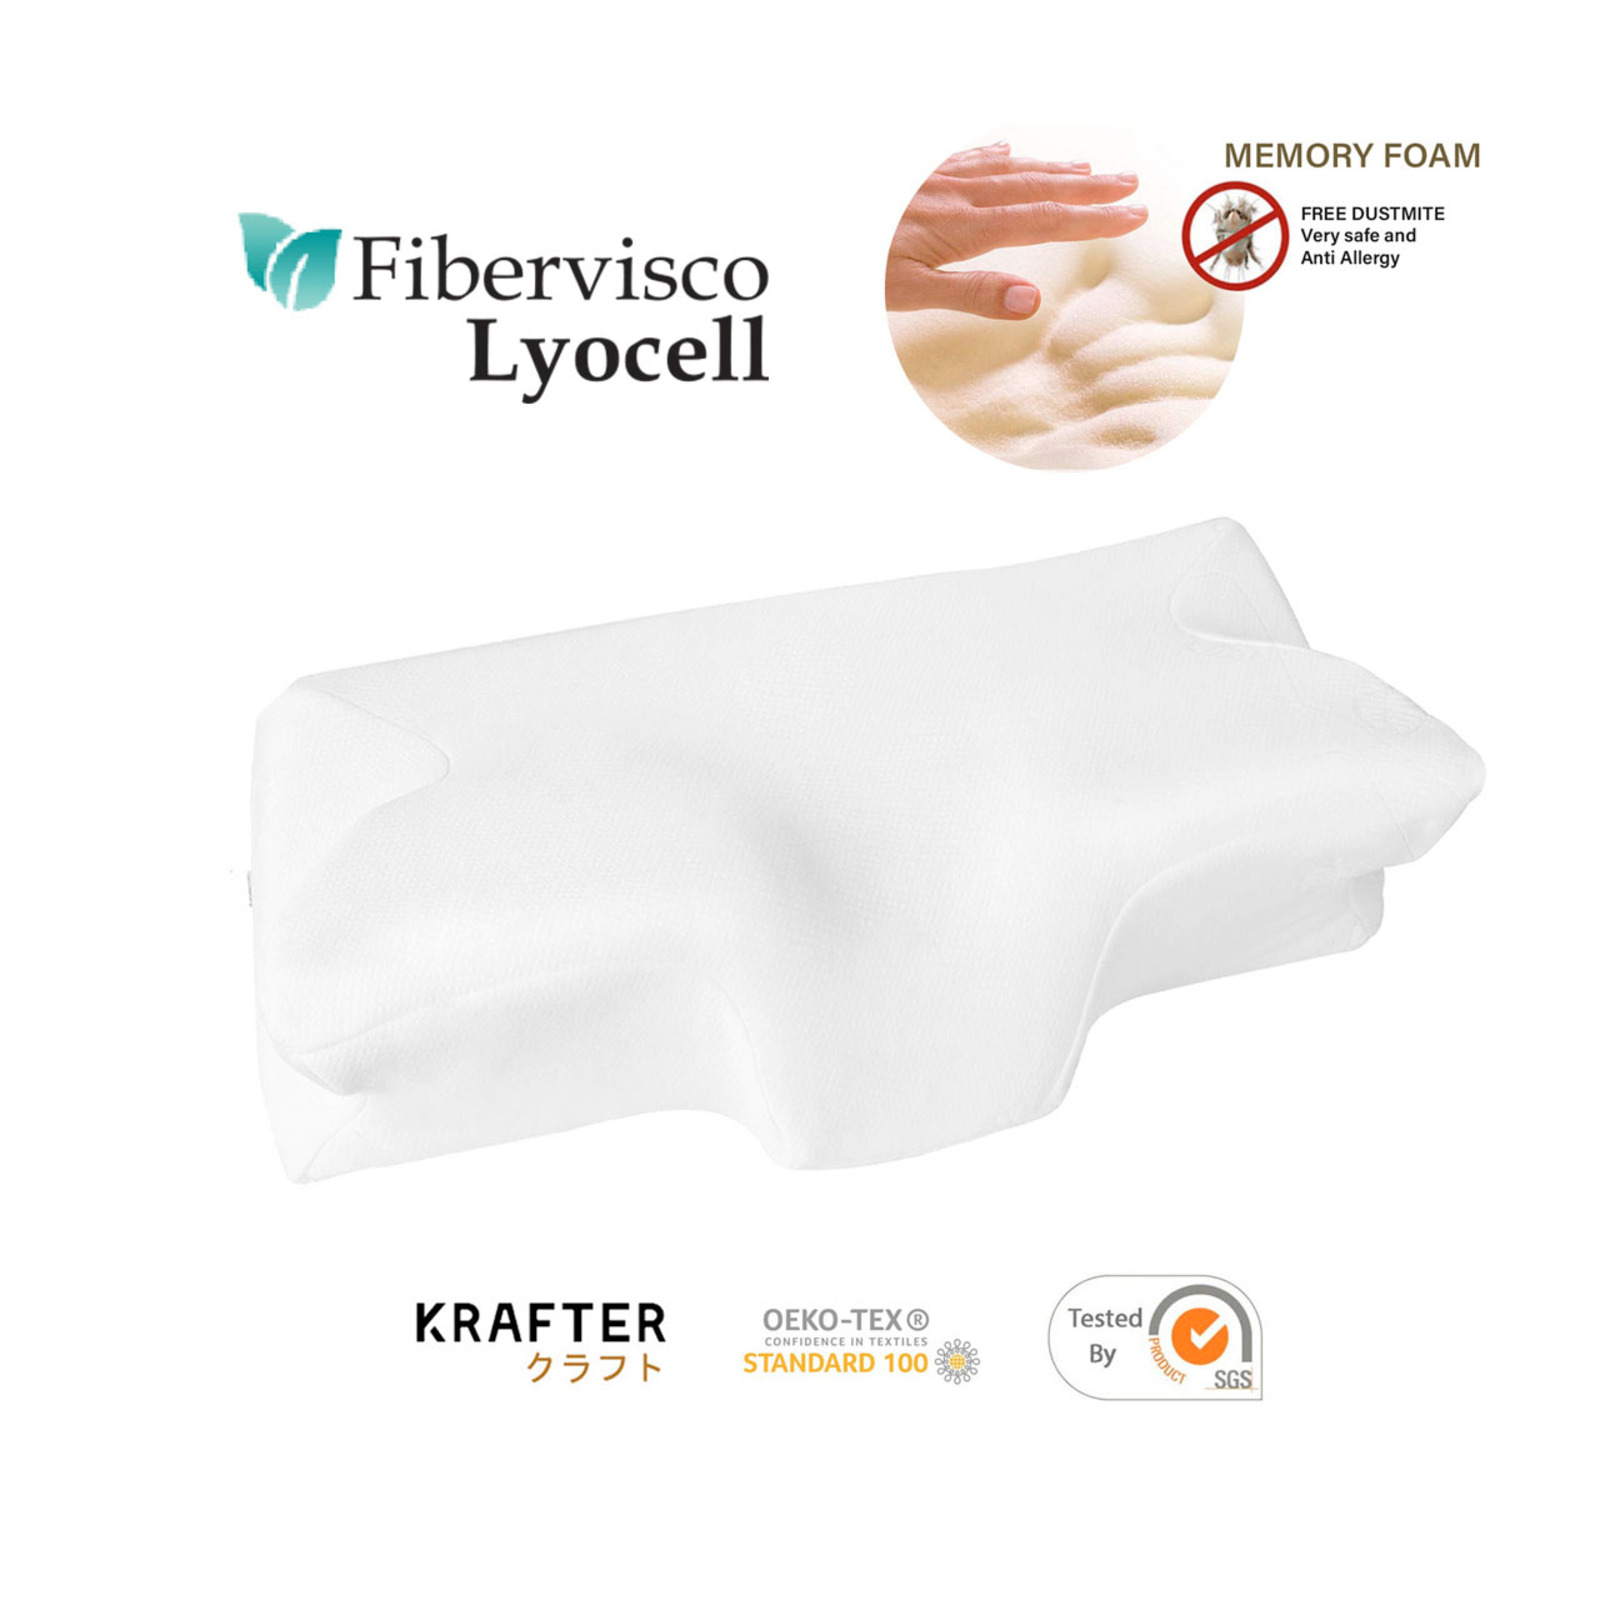 Fibervisco
Lyocell
MEMORY FOAM
FREE DUSTMITE
Very safe and
Anti Allergy
KRAFTER
クラフト
OEKO-TEX®
CONFIDENCE IN TEXTILES
STANDARD 100
Tested
By
PRODUCT
SGS